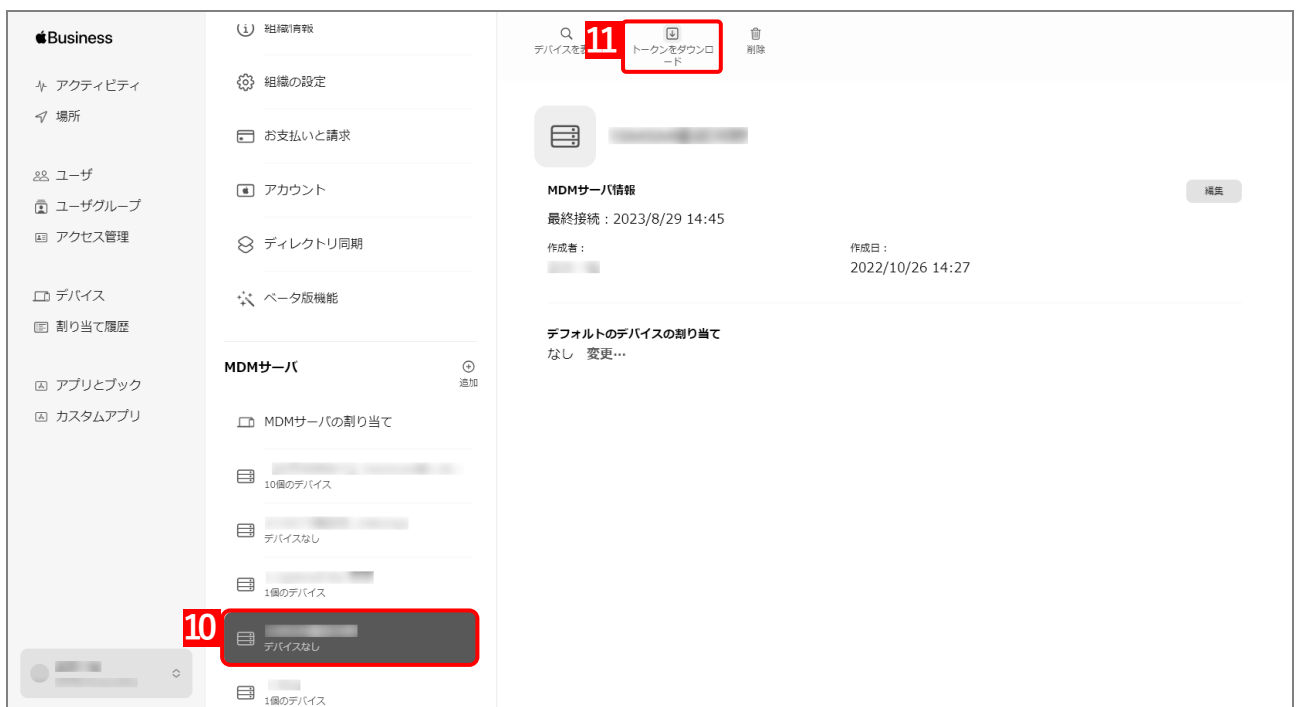 Business
アクティビティ
場所
ユーザ
ユーザグループ
アクセス管理
デバイス
割り当て履歴
アプリとブック
カスタムアプリ
組織情報
組織の設定
お支払いと請求
アカウント
ディレクトリ同期
ベータ版機能
MDMサーバ
追加
MDMサーバの割り当て
10個のデバイス
デバイスなし
1個のデバイス
10
デバイスなし
1個のデバイス
デバイスを
11
トークンをダウンロ
ード
削除
MDMサーバ情報
編集
最終接続：2023/8/29 14:45
作成者：
作成日：
2022/10/26 14:27
デフォルトのデバイスの割り当て
なし 変更…